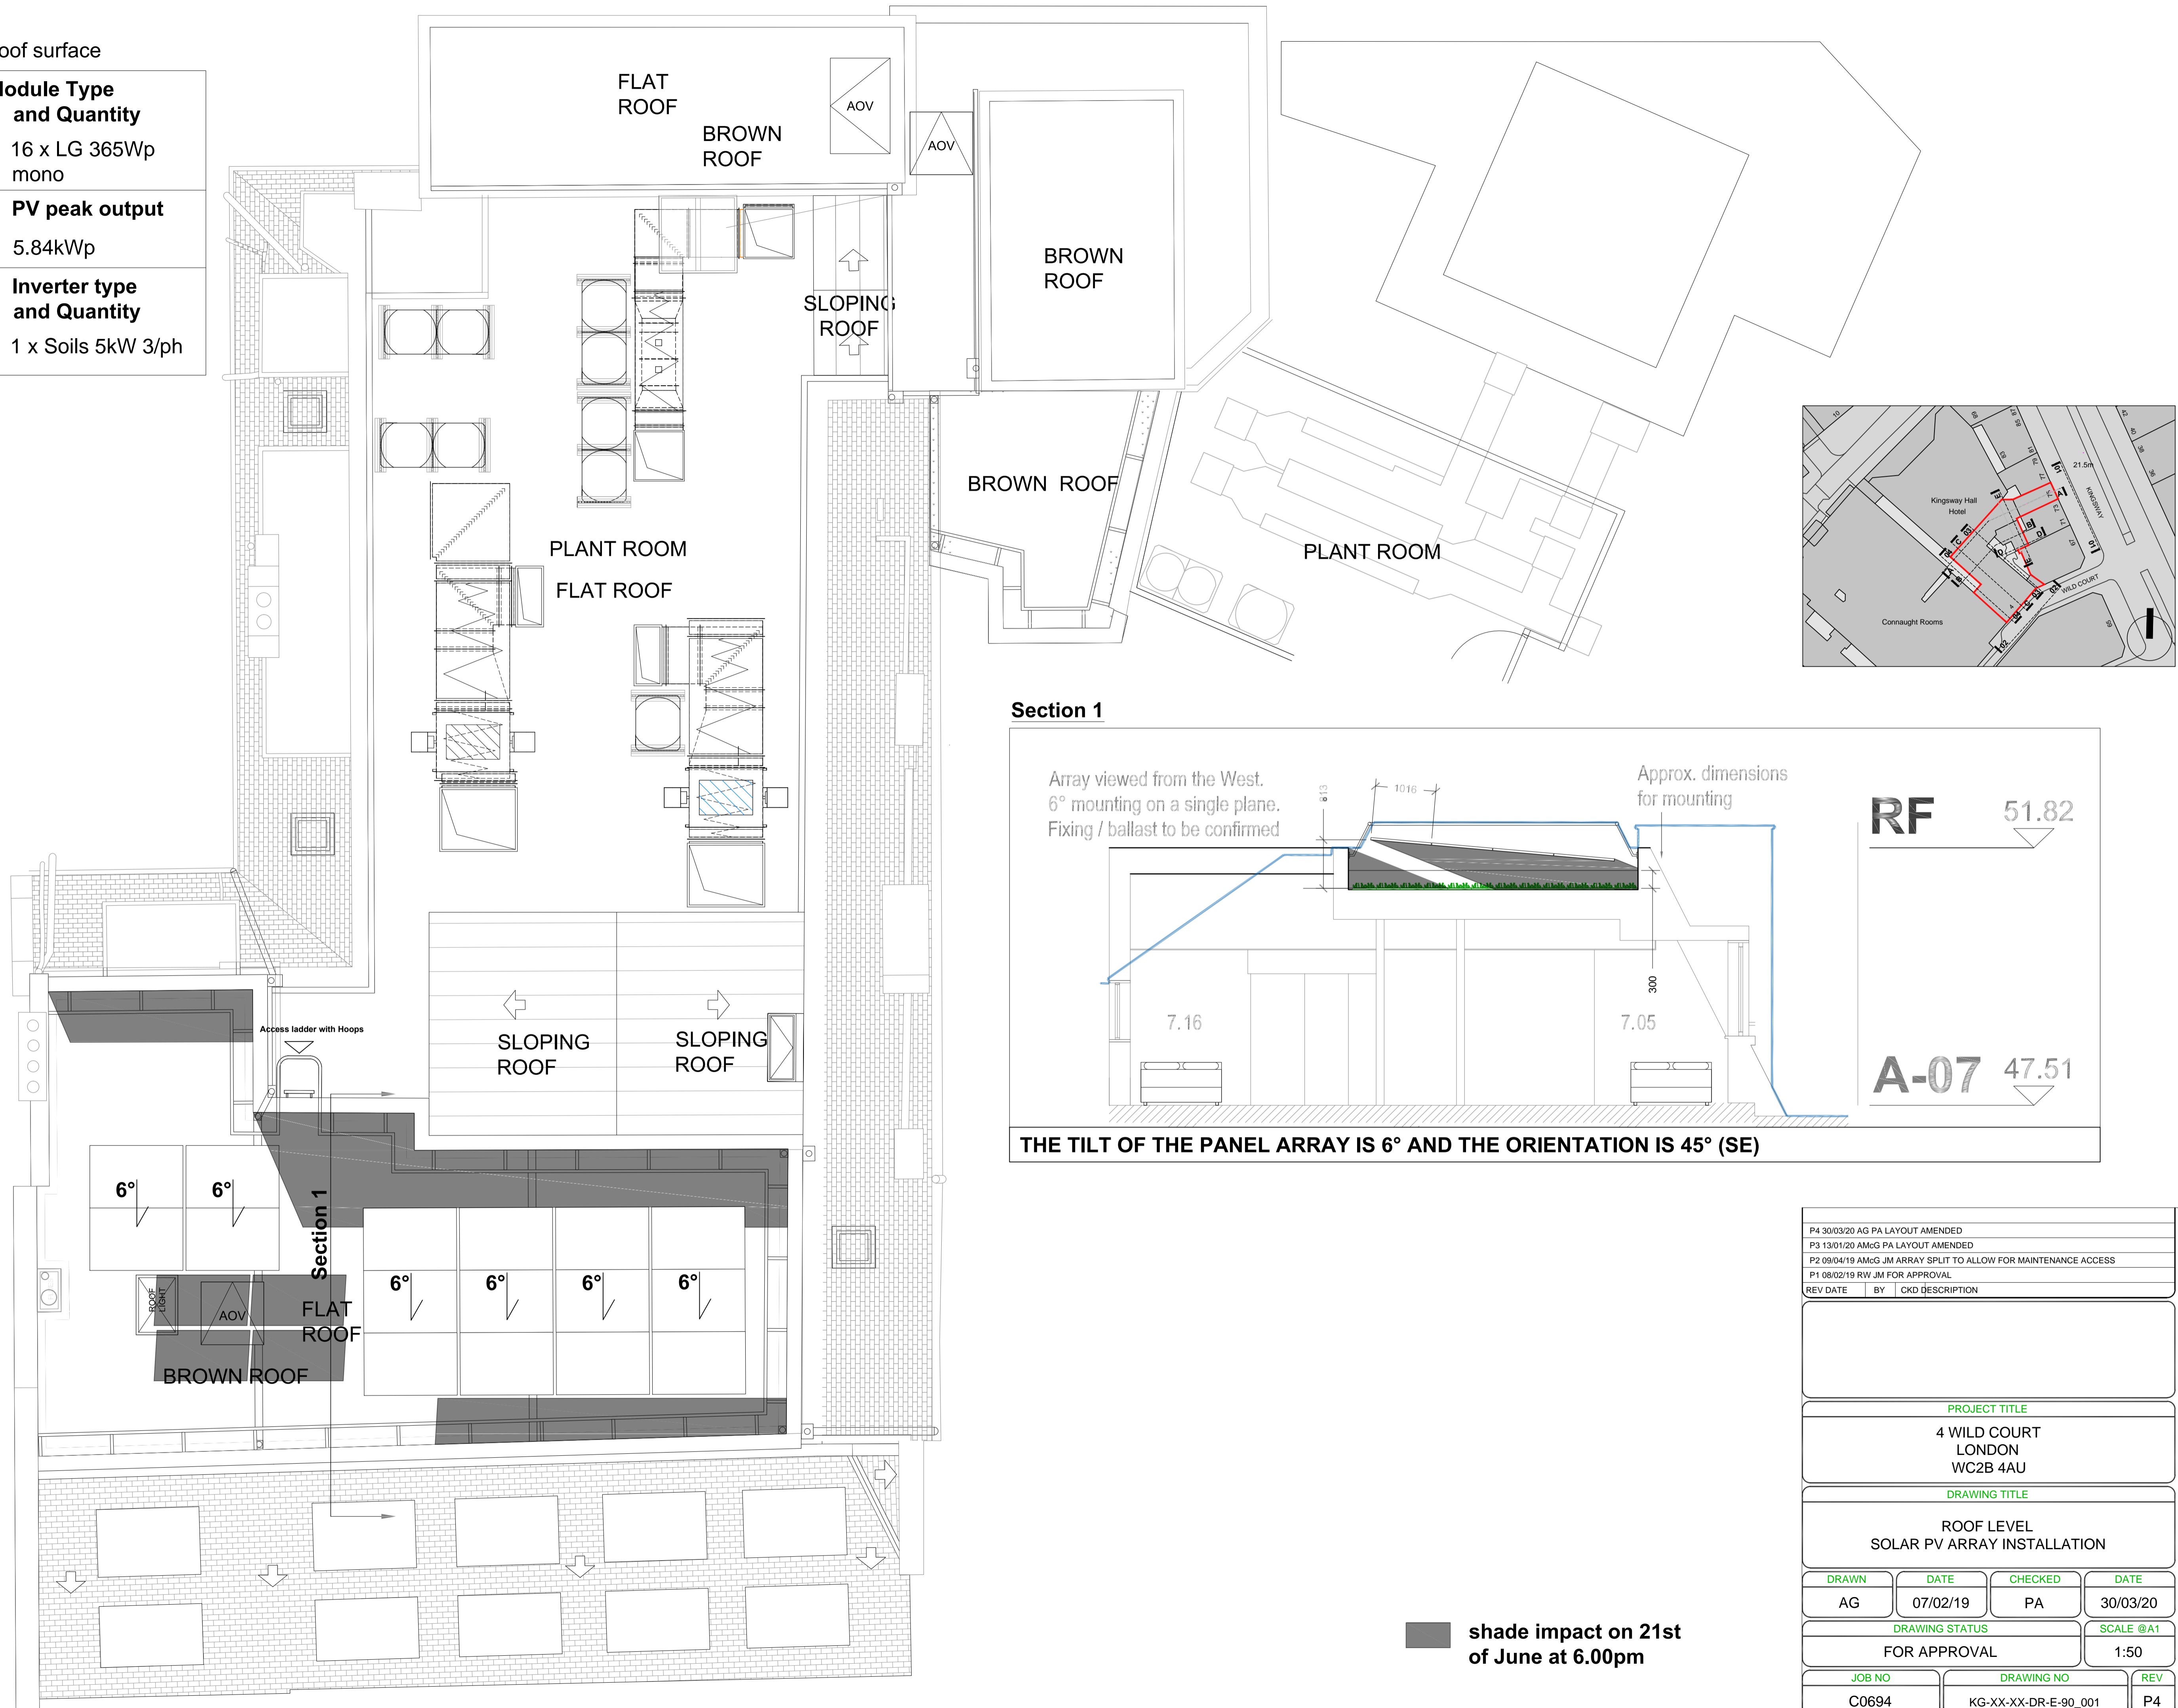 oof surface
Module Type
and Quantity
16 x LG 365Wp
mono
PV peak output
5.84kWp
Inverter type
and Quantity
1 x Soils 5kW 3/ph
FLAT
ROOF
BROWN
ROOF
AOV
AOV
BROWN
ROOF
SLOPING
ROOF
BROWN ROOF
PLANT ROOM
FLAT ROOF
PLANT ROOM
Kingsway Hall
Hotel
Connaught Rooms
KINGSWAY
WILD COURT
21.5m
Section 1
Array viewed from the West.
6° mounting on a single plane.
Fixing / ballast to be confirmed
813
1016
Approx. dimensions
for mounting
RF 51.82
300
7.16
7.05
A-07 47.51
THE TILT OF THE PANEL ARRAY IS 6° AND THE ORIENTATION IS 45° (SE)
Access ladder with Hoops
SLOPING
ROOF
SLOPING
ROOF
6°
6°
Section 1
6°
6°
6°
6°
ROOF
LIGHT
AOV
FLAT
ROOF
BROWN ROOF
shade impact on 21st
of June at 6.00pm
P4 30/03/20 AG PA LAYOUT AMENDED
P3 13/01/20 AMcG PA LAYOUT AMENDED
P2 09/04/19 AMcG JM ARRAY SPLIT TO ALLOW FOR MAINTENANCE ACCESS
P1 08/02/19 RW JM FOR APPROVAL
REV DATE BY CKD DESCRIPTION
PROJECT TITLE
4 WILD COURT
LONDON
WC2B 4AU
DRAWING TITLE
ROOF LEVEL
SOLAR PV ARRAY INSTALLATION
DRAWN DATE CHECKED DATE
AG 07/02/19 PA 30/03/20
DRAWING STATUS SCALE @A1
FOR APPROVAL 1:50
JOB NO DRAWING NO REV
C0694 KG-XX-XX-DR-E-90_001 P4